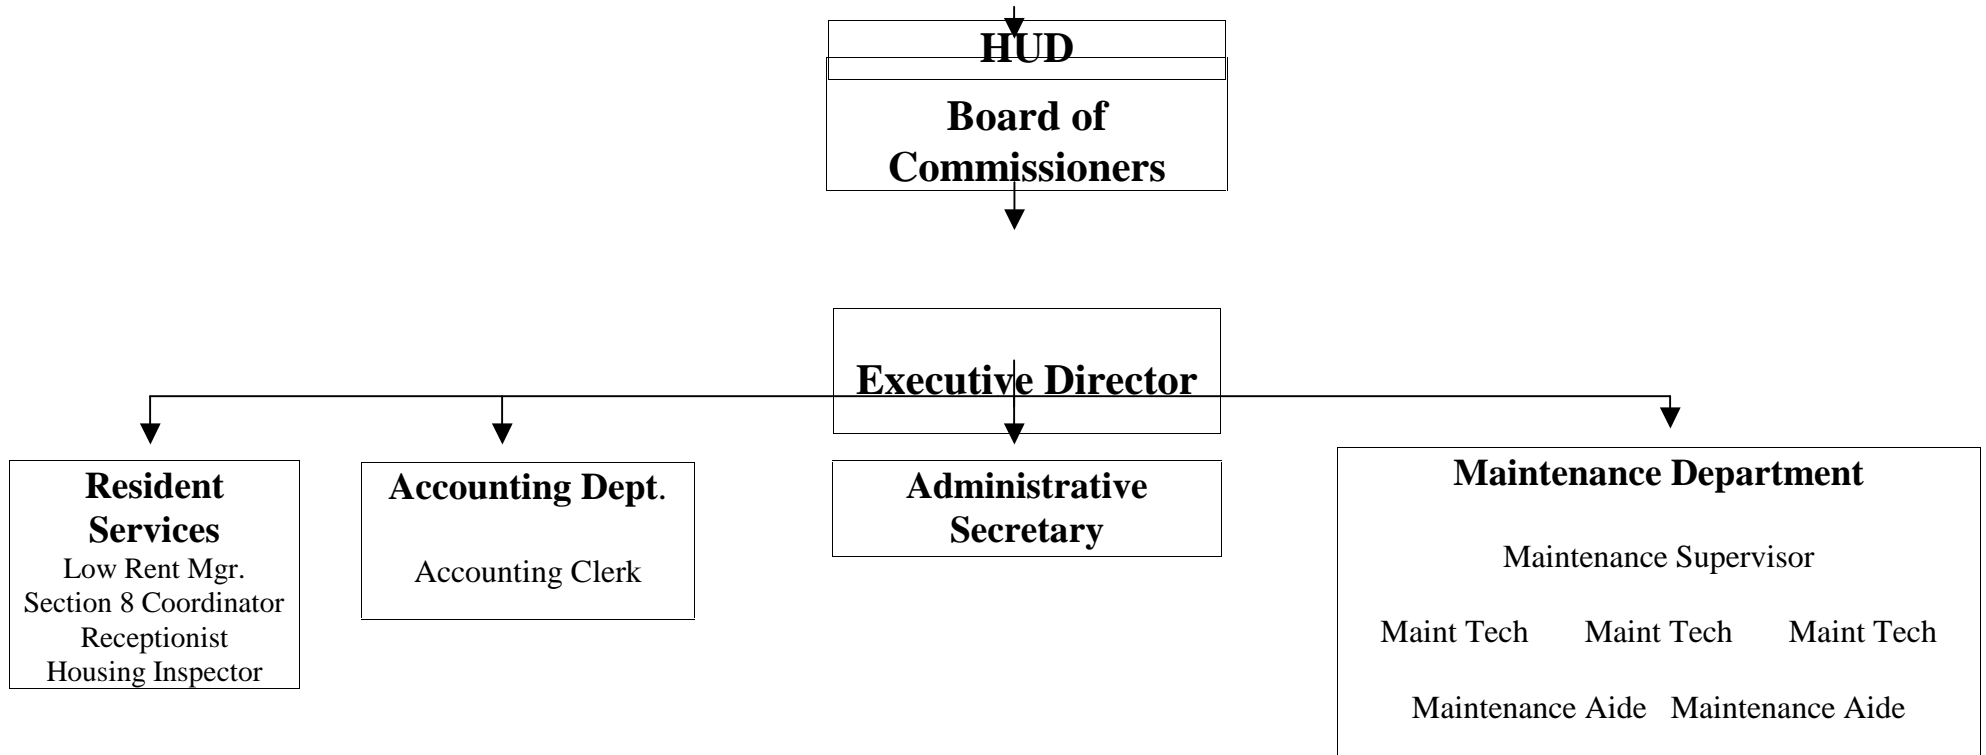 HUD
Board of
Commissioners
Executive Director
Resident
Services
Low Rent Mgr.
Section 8 Coordinator
Receptionist
Housing Inspector
Accounting Dept.
Accounting Clerk
Administrative
Secretary
Maintenance Department
Maintenance Supervisor
Maint Tech Maint Tech Maint Tech
Maintenance Aide Maintenance Aide